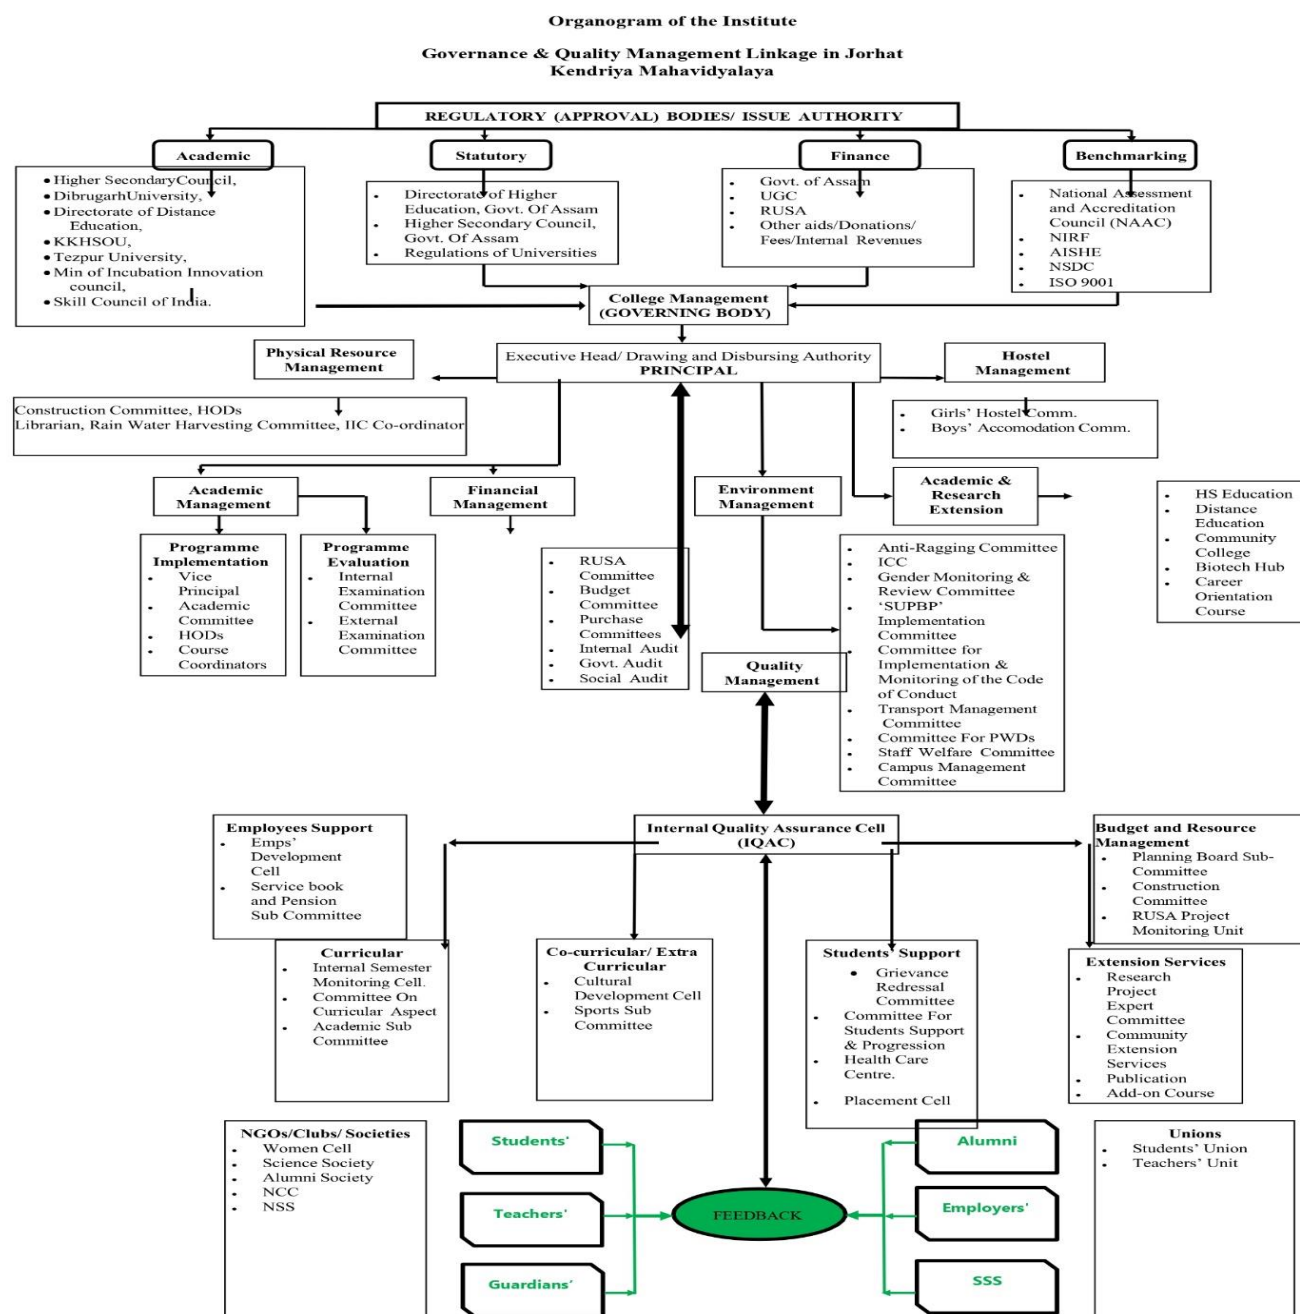 Organogram of the Institute
Governance & Quality Management Linkage in Jorhat
Kendriya Mahavidyalaya
REGULATORY (APPROVAL) BODIES/ ISSUE AUTHORITY
Academic
Statutory
Finance
Benchmarking
• Higher SecondaryCouncil,
• DibrugarhUniversity,
• Directorate of Distance
Education,
• KKHSOU,
• Tezpur University,
• Min of Incubation Innovation
council,
• Skill Council of India.
• Directorate of Higher
Education, Govt. Of Assam
• Higher Secondary Council,
Govt. Of Assam
• Regulations of Universities
• Govt. of Assam
• UGC
• RUSA
• Other aids/Donations/
Fees/Internal Revenues
• National Assessment
and Accreditation
Council (NAAC)
• NIRF
• AISHE
• NSDC
• ISO 9001
College Management
(GOVERNING BODY)
Physical Resource
Management
Executive Head/ Drawing and Disbursing Authority
PRINCIPAL
Hostel
Management
Construction Committee, HODs
Librarian, Rain Water Harvesting Committee, IIC Co-ordinator
• Girls' Hostel Comm.
• Boys' Accomodation Comm.
Academic
Management
Financial
Management
Environment
Management
Academic &
Research
Extension
• HS Education
• Distance
Education
• Community
College
• Biotech Hub
• Career
Orientation
Course
Programme
Implementation
• Vice
Principal
• Academic
Committee
• HODs
• Course
Coordinators
Programme
Evaluation
• Internal
Examination
Committee
• External
Examination
Committee
• RUSA
Committee
• Budget
Committee
• Purchase
Committees
• Internal Audit
• Govt. Audit
• Social Audit
• Anti-Ragging Committee
• ICC
• Gender Monitoring &
Review Committee
• 'SUPBP'
Implementation
Committee
• Committee for
Implementation &
Monitoring of the Code
of Conduct
• Transport Management
Committee
• Committee For PWDs
• Staff Welfare Committee
• Campus Management
Committee
Quality
Management
Internal Quality Assurance Cell
(IQAC)
Employees Support
• Emps'
Development
Cell
• Service book
and Pension
Sub Committee
Budget and Resource
Management
• Planning Board Sub-
Committee
• Construction
Committee
• RUSA Project
Monitoring Unit
Curricular
• Internal Semester
Monitoring Cell.
• Committee On
Curricular Aspect
• Academic Sub
Committee
Co-curricular/ Extra
Curricular
• Cultural
Development Cell
• Sports Sub
Committee
Students' Support
• Grievance
Redressal
Committee
• Committee For
Students Support
& Progression
• Health Care
Centre.
• Placement Cell
Extension Services
• Research
Project
Expert
Committee
• Community
Extension
Services
• Publication
• Add-on Course
NGOs/Clubs/ Societies
• Women Cell
• Science Society
• Alumni Society
• NCC
• NSS
Students'
Teachers'
Guardians'
FEEDBACK
Alumni
Employers'
SSS
Unions
• Students' Union
• Teachers' Unit